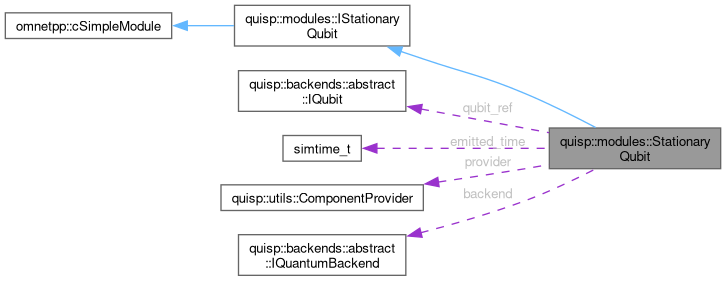 omnetpp::cSimpleModule
quisp::modules::IStationary
Qubit
quisp::backends::abstract
::IQubit
qubit_ref
simtime_t
emitted_time
quisp::modules::Stationary
Qubit
provider
quisp::utils::ComponentProvider
backend
quisp::backends::abstract
::IQuantumBackend